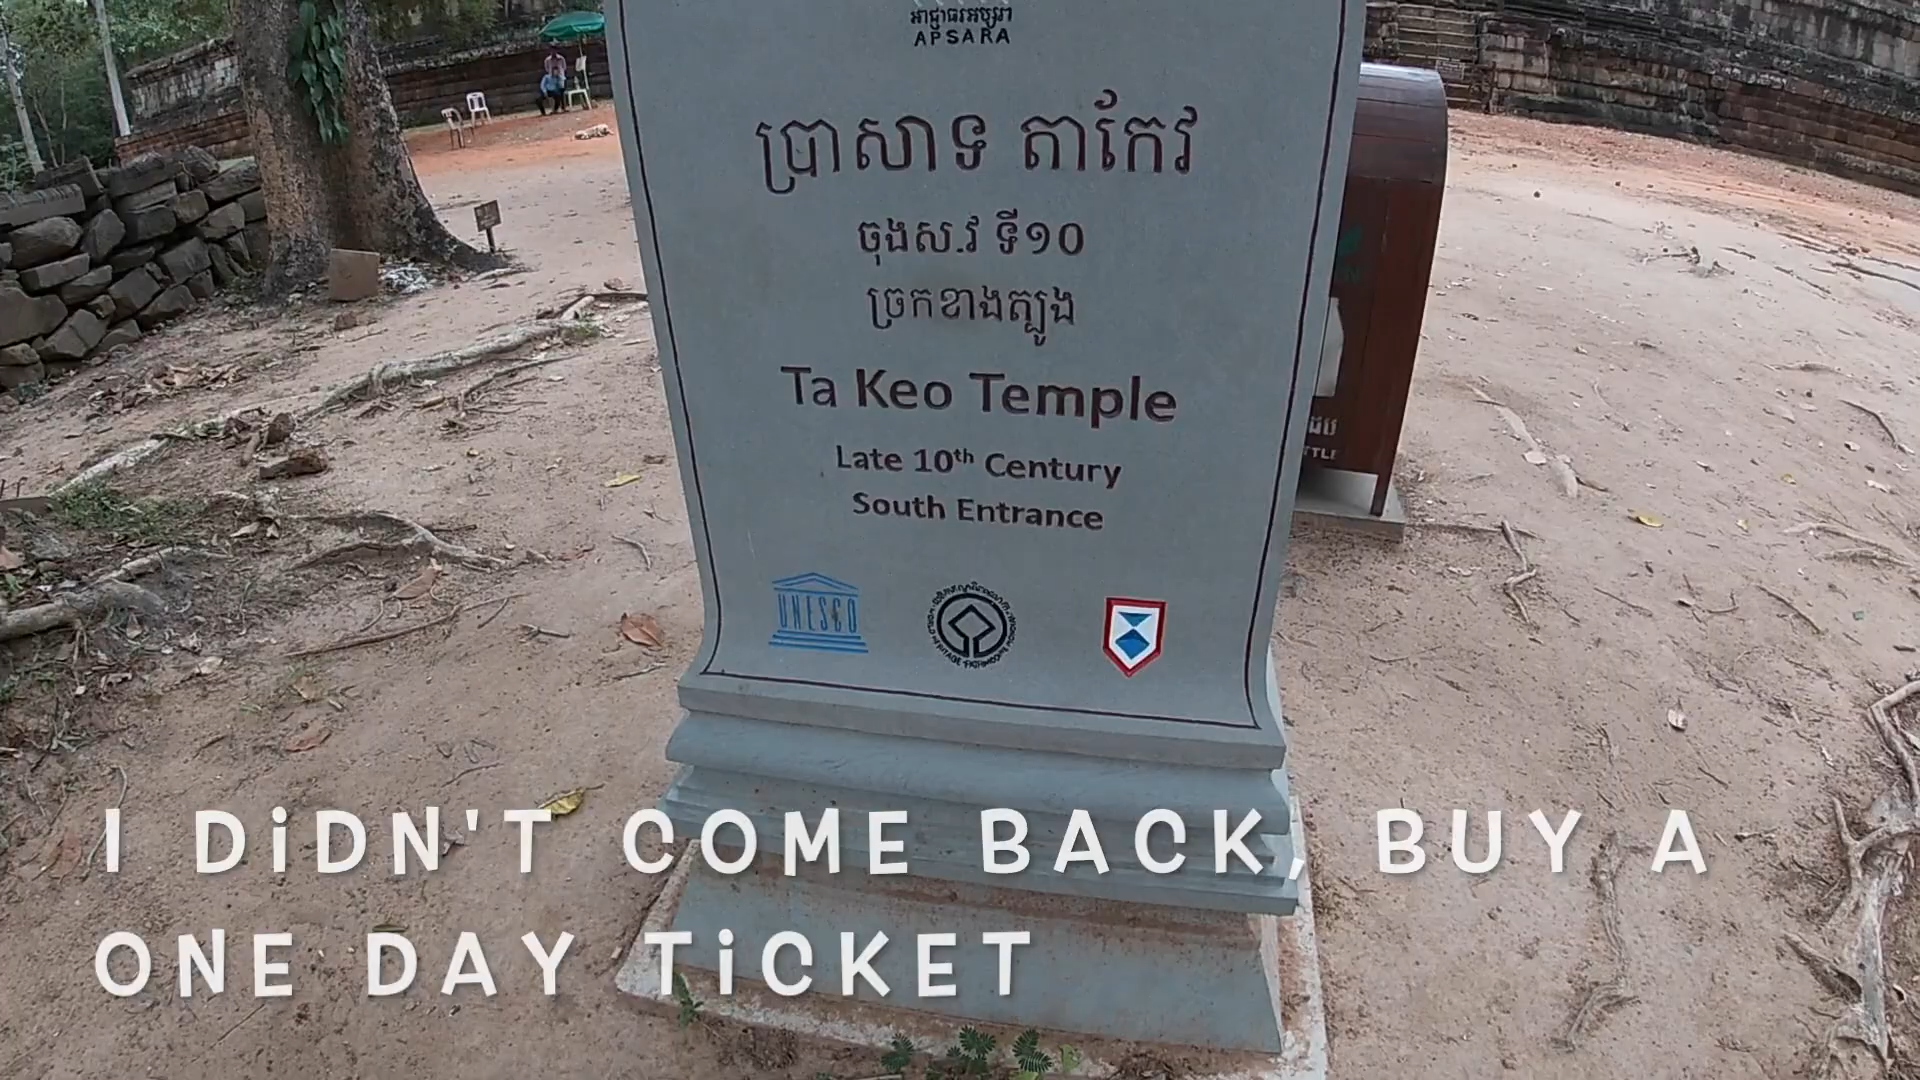 អាជ្ញាធរអប្សរា
APSARA
ប្រាសាទ តាកែវ
ចុងស.វ ទី១០
ច្រកខាងត្បូង
Ta Keo Temple
Late 10th Century
South Entrance
UNESCO
I DiDN'T COME BACK, BUY A
ONE DAY TiCKET